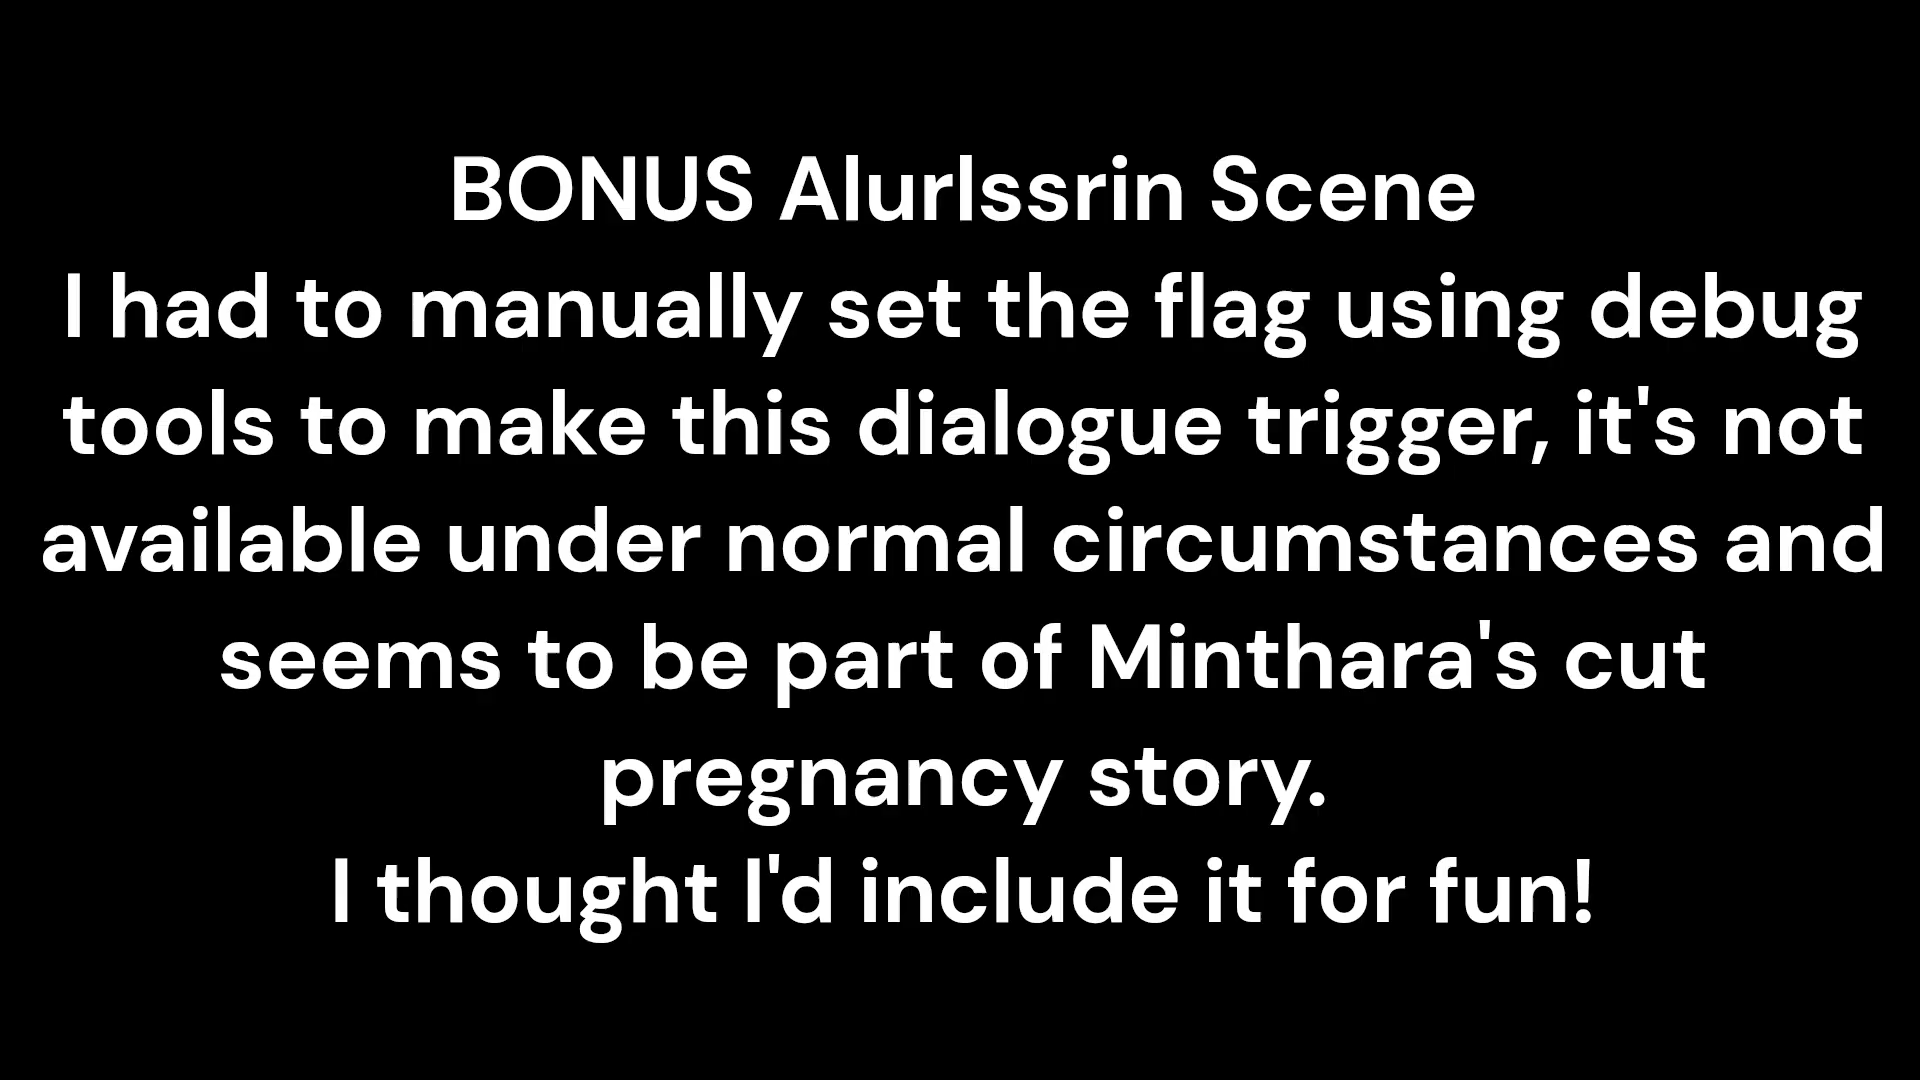 BONUS Alurlssrin Scene
I had to manually set the flag using debug
tools to make this dialogue trigger, it's not
available under normal circumstances and
seems to be part of Minthara's cut
pregnancy story.
I thought I'd include it for fun!